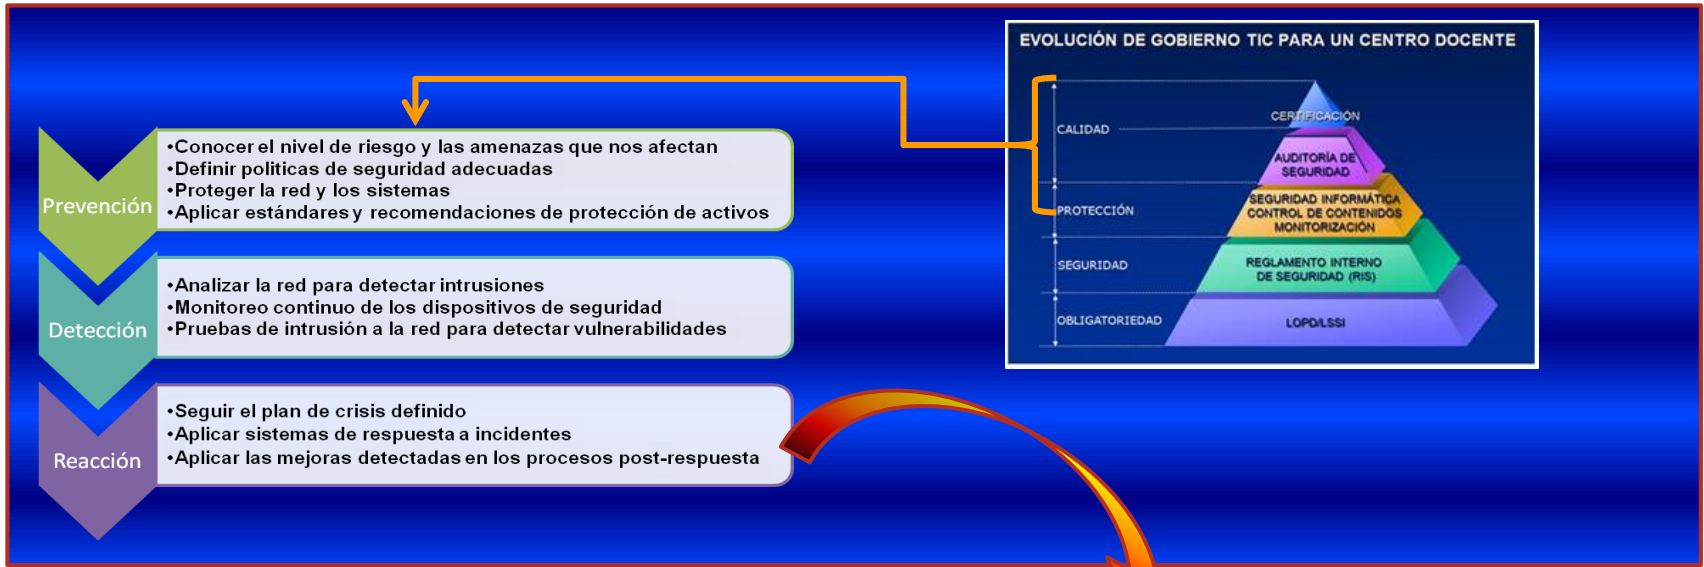 EVOLUCIÓN DE GOBIERNO TIC PARA UN CENTRO DOCENTE
CALIDAD
PROTECCIÓN
SEGURIDAD
OBLIGATORIEDAD
CERTIFICACIÓN
AUDITORÍA DE
SEGURIDAD
SEGURIDAD INFORMÁTICA
CONTROL DE CONTENIDOS
MONITORIZACIÓN
REGLAMENTO INTERNO
DE SEGURIDAD (RIS)
LOPD/LSSI
Prevención
•Conocer el nivel de riesgo y las amenazas que nos afectan
•Definir politicas de seguridad adecuadas
•Proteger la red y los sistemas
•Aplicar estándares y recomendaciones de protección de activos
Detección
•Analizar la red para detectar intrusiones
•Monitoreo continuo de los dispositivos de seguridad
•Pruebas de intrusión a la red para detectar vulnerabilidades
Reacción
•Seguir el plan de crisis definido
•Aplicar sistemas de respuesta a incidentes
•Aplicar las mejoras detectadas en los procesos post-respuesta